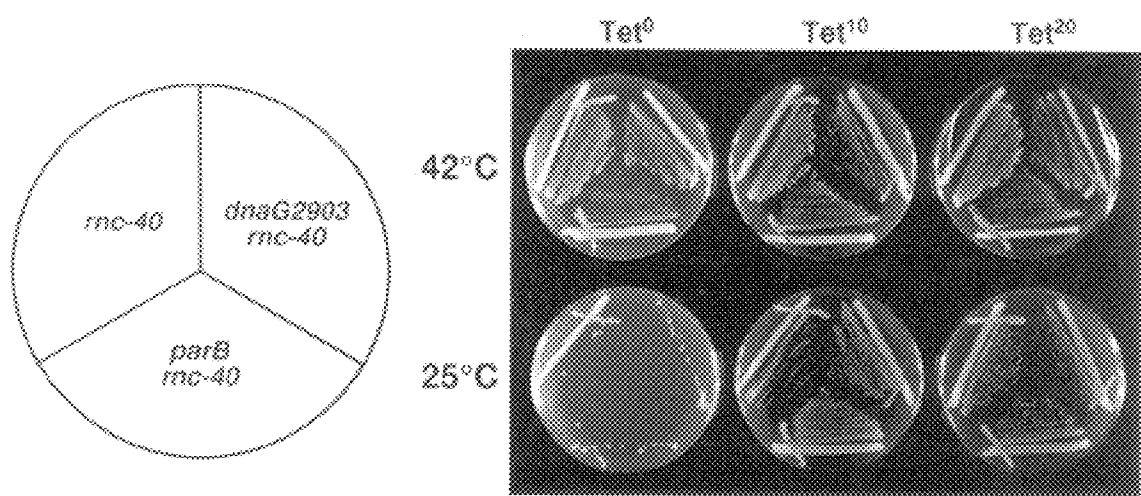 Tet⁰ Tet¹⁰ Tet²⁰
42°C
rnc-40
dnaG2903
rnc-40
25°C
parB
rnc-40